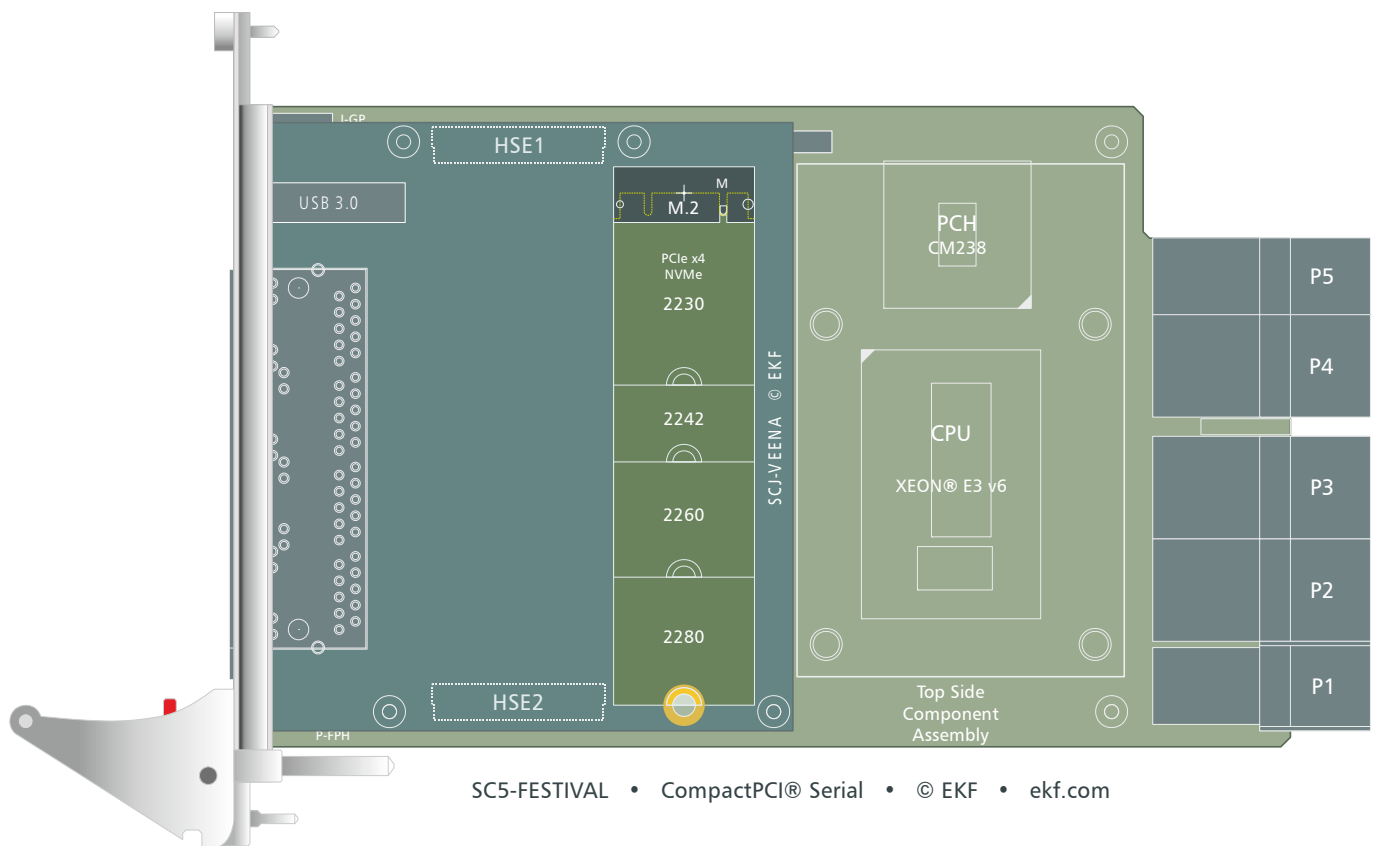 J-GP
HSE1
USB 3.0
M
M.2
PCIe x4
NVMe
2230
2242
2260
2280
SCJ-VEENA © EKF
HSE2
P-FPH
PCH
CM238
CPU
XEON® E3 v6
Top Side
Component
Assembly
P5
P4
P3
P2
P1
SC5-FESTIVAL • CompactPCI® Serial • © EKF • ekf.com